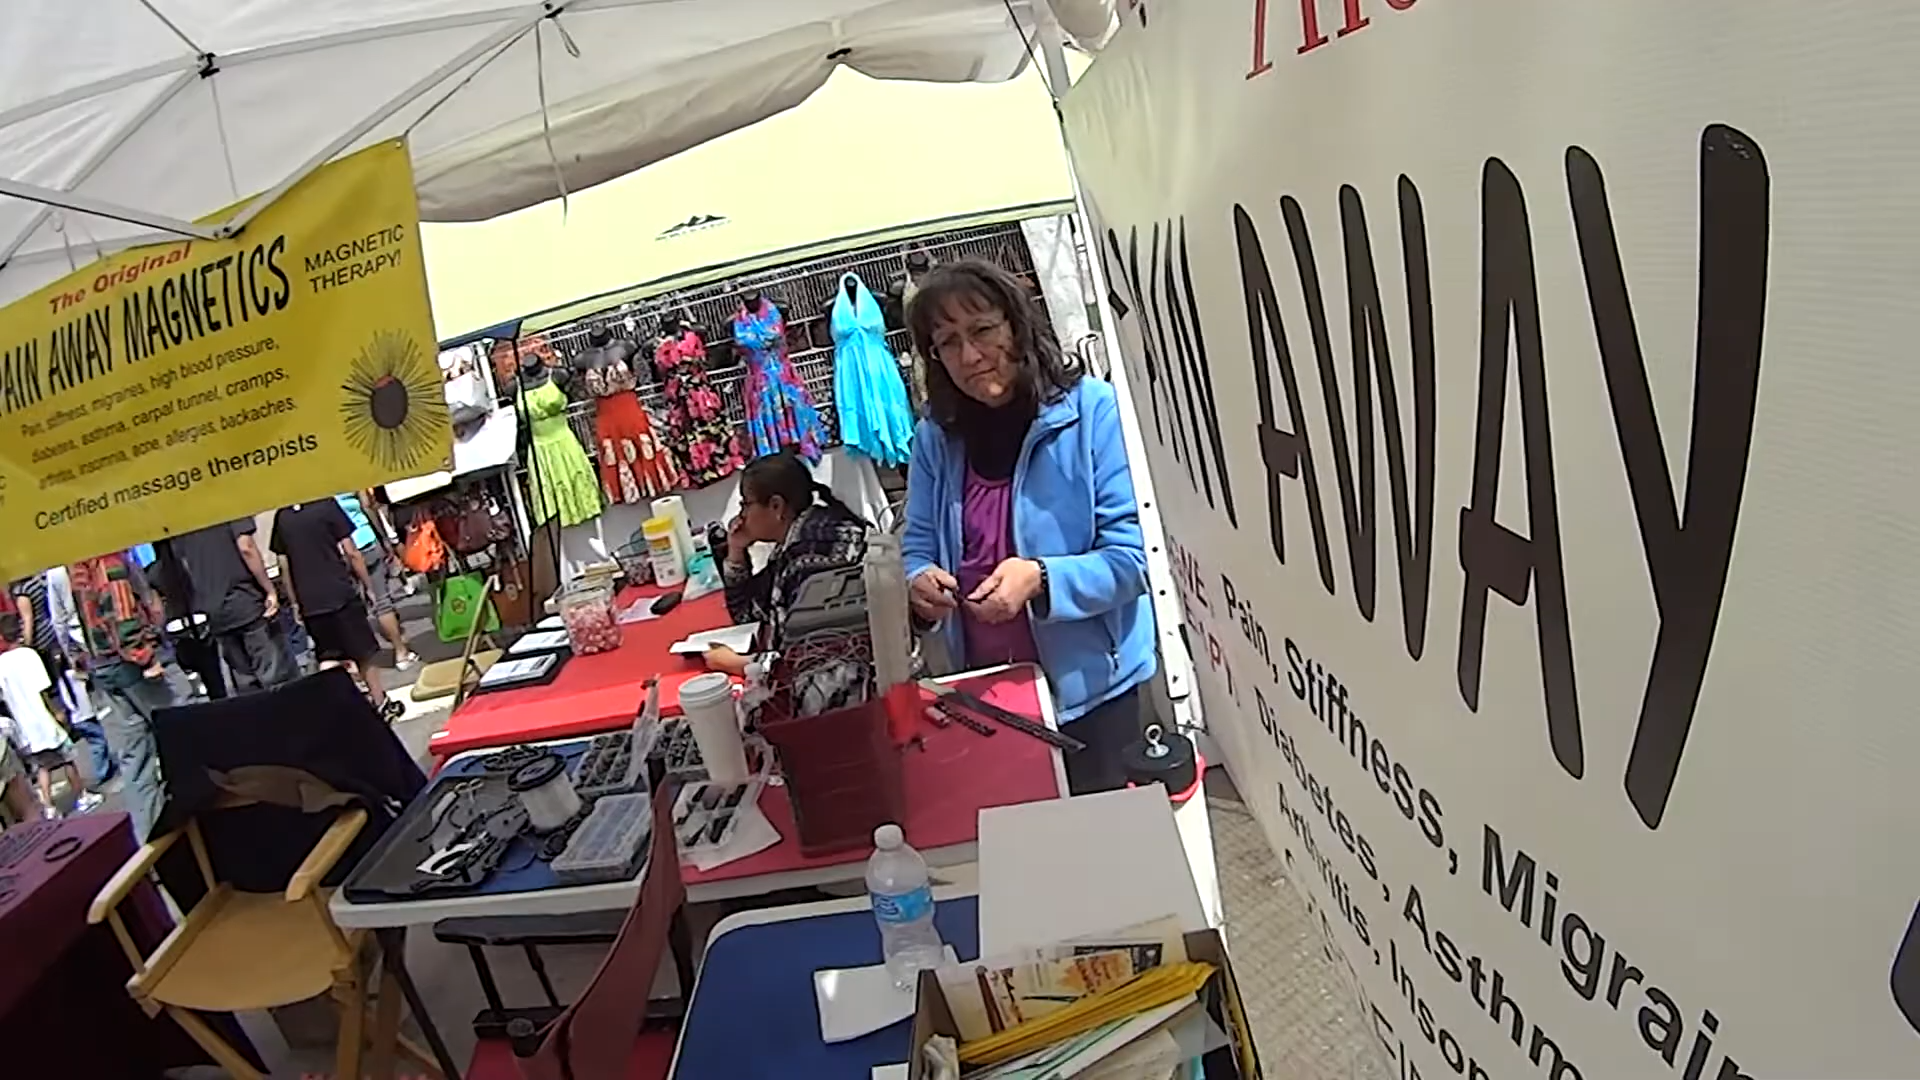 The Original
PAIN AWAY MAGNETICS
MAGNETIC
THERAPY!
Pain, stiffness, migraines, high blood pressure,
diabetes, asthma, carpal tunnel, cramps,
arthritis, insomnia, acne, allergies, backaches.
Certified massage therapists
AWAY
Pain, Stiffness, Migrain
Diabetes, Asthm
Arthritis, Insom